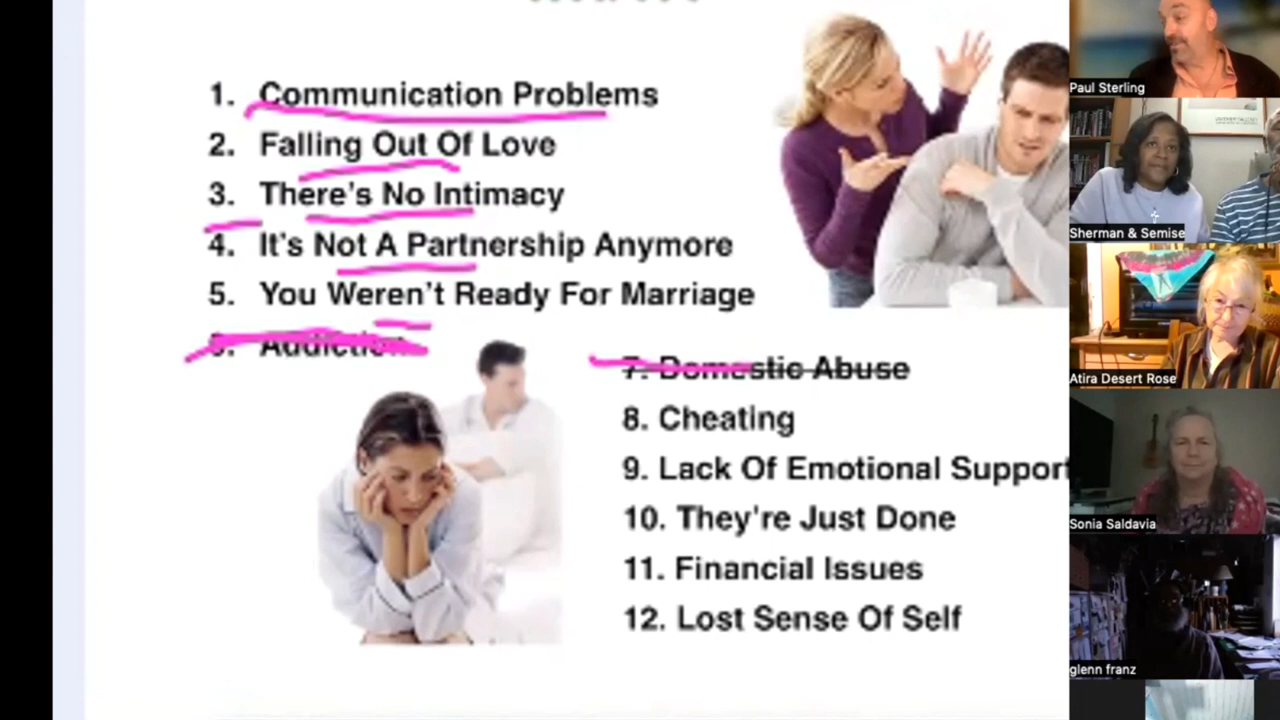 1. Communication Problems
2. Falling Out Of Love
3. There's No Intimacy
4. It's Not A Partnership Anymore
5. You Weren't Ready For Marriage
6. Addiction
7. Domestic Abuse
8. Cheating
9. Lack Of Emotional Support
10. They're Just Done
11. Financial Issues
12. Lost Sense Of Self
Paul Sterling
Sherman & Semise
Atira Desert Rose
Sonia Saldavia
glenn franz